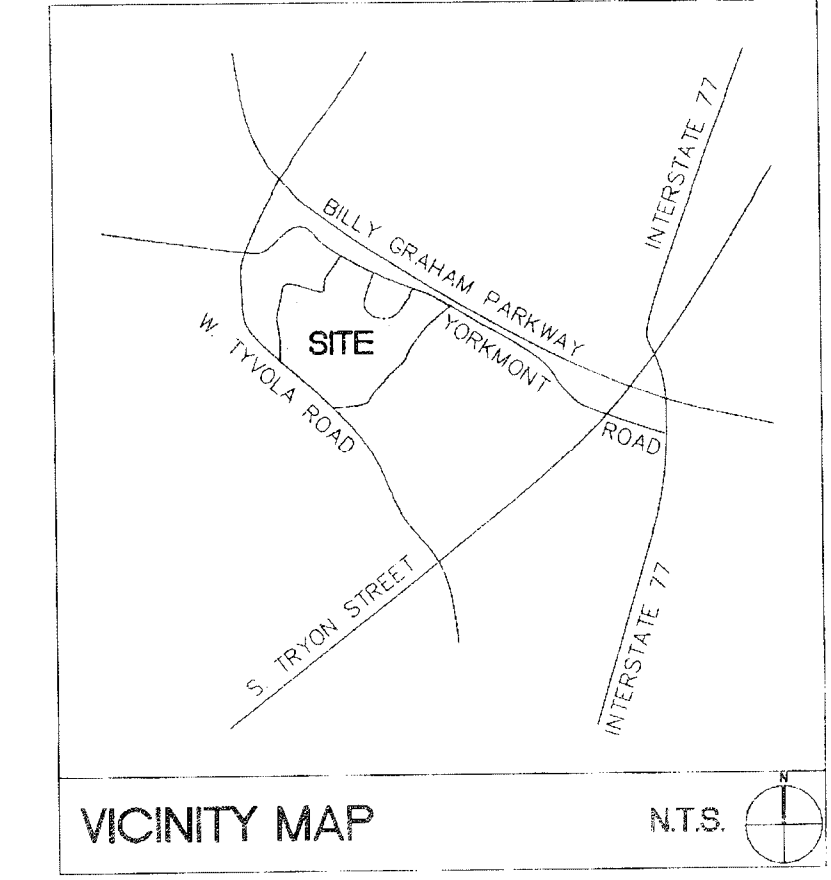 INTERSTATE 77
BILLY GRAHAM PARKWAY
SITE
YORKMONT
W. TYVOLA ROAD
ROAD
S. TRYON STREET
INTERSTATE 77
N
VICINITY MAP
N.T.S.